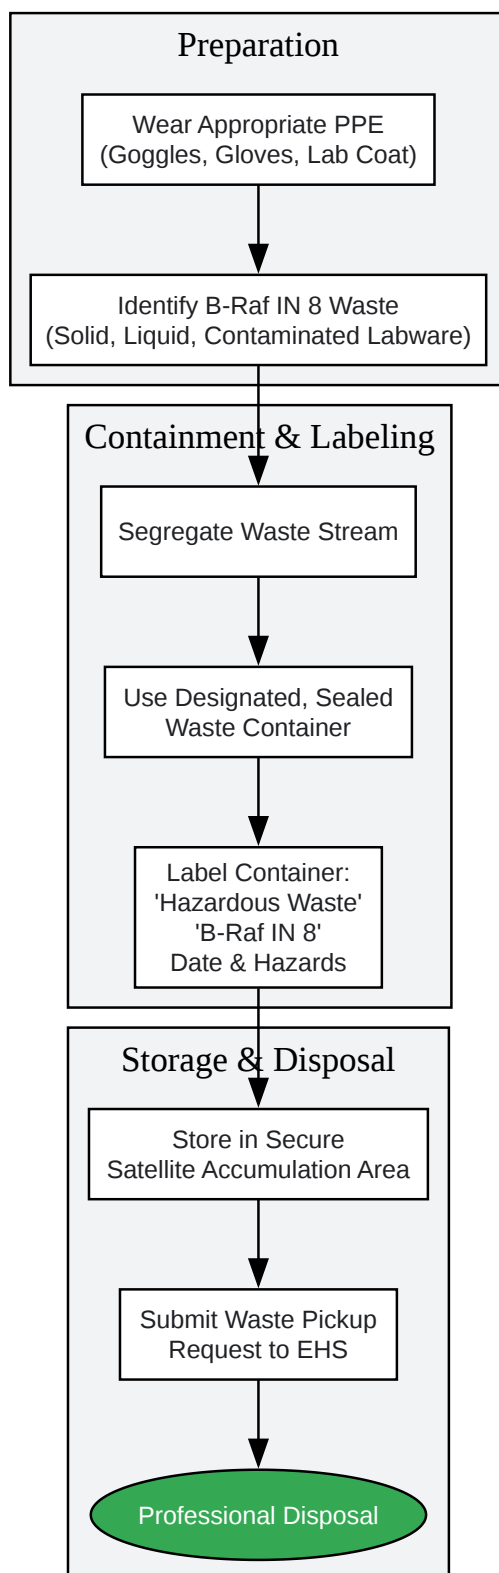 Preparation
Wear Appropriate PPE
(Goggles, Gloves, Lab Coat)
Identify B-Raf IN 8 Waste
(Solid, Liquid, Contaminated Labware)
Containment & Labeling
Segregate Waste Stream
Use Designated, Sealed
Waste Container
Label Container:
'Hazardous Waste'
'B-Raf IN 8'
Date & Hazards
Storage & Disposal
Store in Secure
Satellite Accumulation Area
Submit Waste Pickup
Request to EHS
Professional Disposal